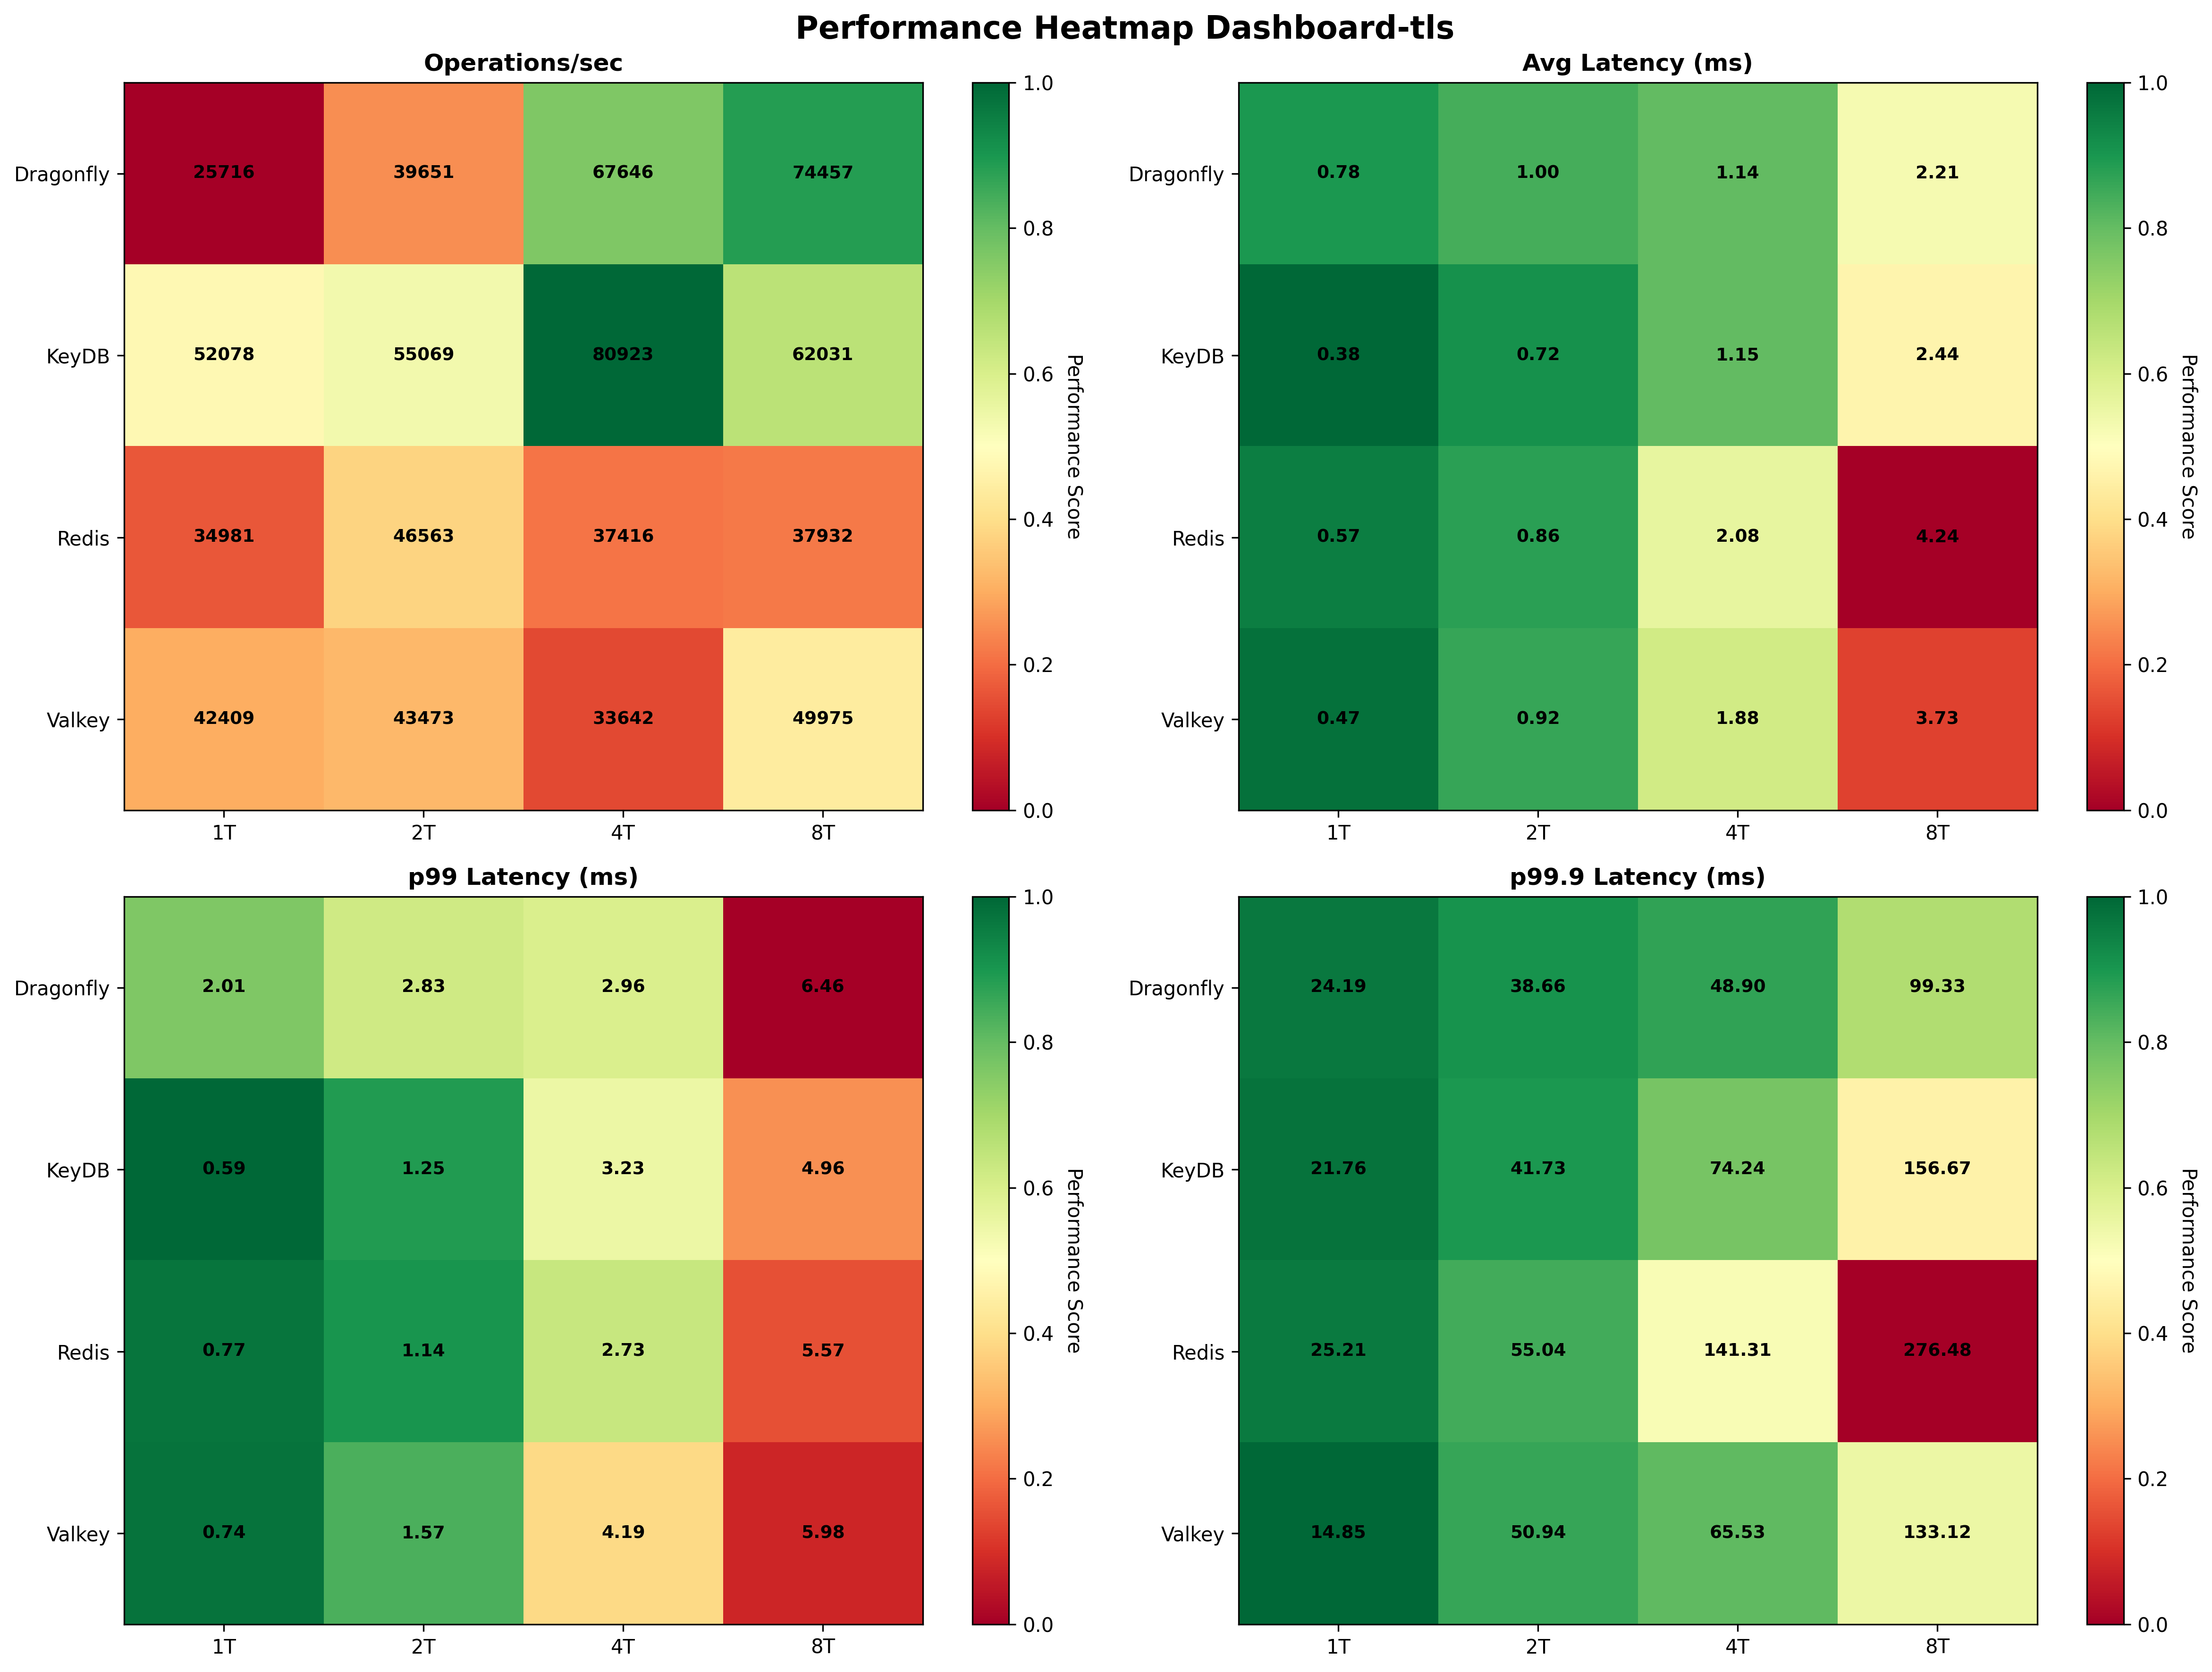 Performance Heatmap Dashboard-tls
Operations/sec
Dragonfly 25716 39651 67646 74457
KeyDB 52078 55069 80923 62031
Redis 34981 46563 37416 37932
Valkey 42409 43473 33642 49975
1T 2T 4T 8T
1.0
0.8
0.6
0.4
0.2
0.0
Performance Score
Avg Latency (ms)
Dragonfly 0.78 1.00 1.14 2.21
KeyDB 0.38 0.72 1.15 2.44
Redis 0.57 0.86 2.08 4.24
Valkey 0.47 0.92 1.88 3.73
1T 2T 4T 8T
1.0
0.8
0.6
0.4
0.2
0.0
Performance Score
p99 Latency (ms)
Dragonfly 2.01 2.83 2.96 6.46
KeyDB 0.59 1.25 3.23 4.96
Redis 0.77 1.14 2.73 5.57
Valkey 0.74 1.57 4.19 5.98
1T 2T 4T 8T
1.0
0.8
0.6
0.4
0.2
0.0
Performance Score
p99.9 Latency (ms)
Dragonfly 24.19 38.66 48.90 99.33
KeyDB 21.76 41.73 74.24 156.67
Redis 25.21 55.04 141.31 276.48
Valkey 14.85 50.94 65.53 133.12
1T 2T 4T 8T
1.0
0.8
0.6
0.4
0.2
0.0
Performance Score